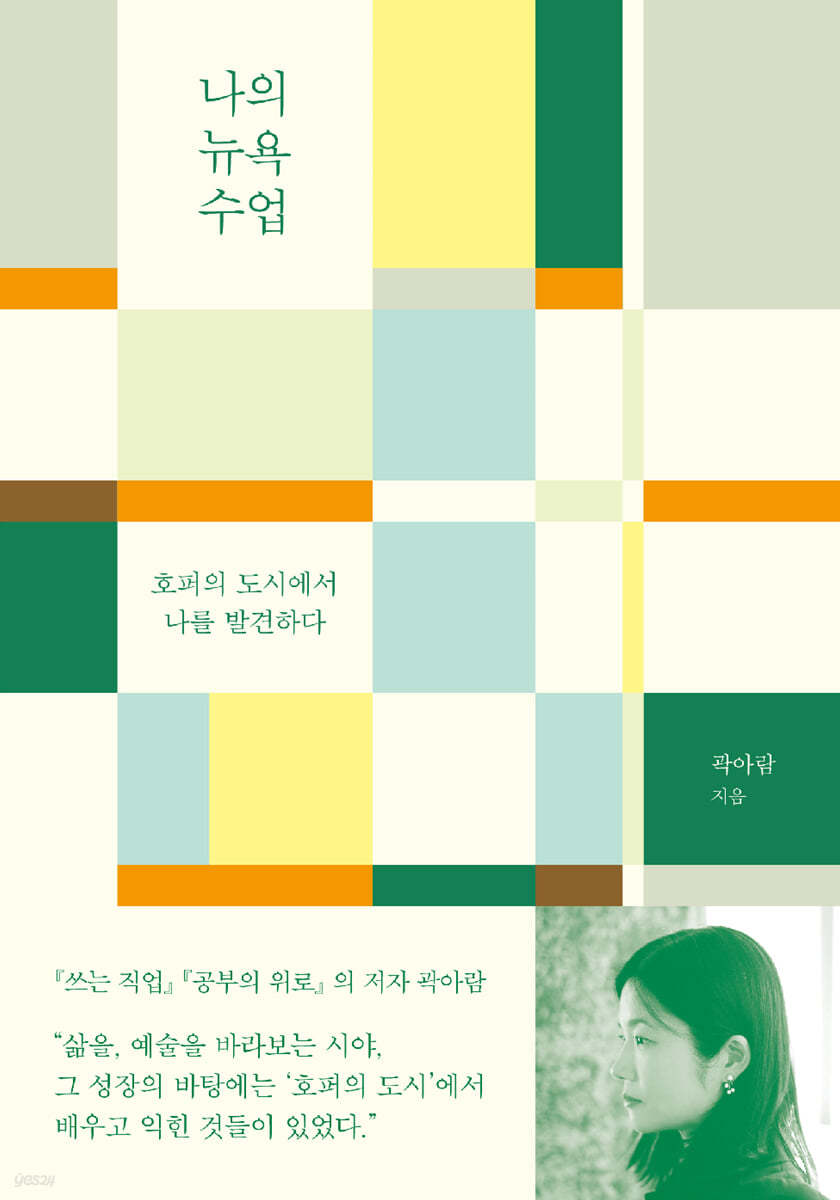 나의
뉴욕
수업
호퍼의 도시에서
나를 발견하다
곽아람
지음
『쓰는 직업』『공부의 위로』의 저자 곽아람
“삶을, 예술을 바라보는 시야,
그 성장의 바탕에는 ‘호퍼의 도시’에서
배우고 익힌 것들이 있었다.”
yes24